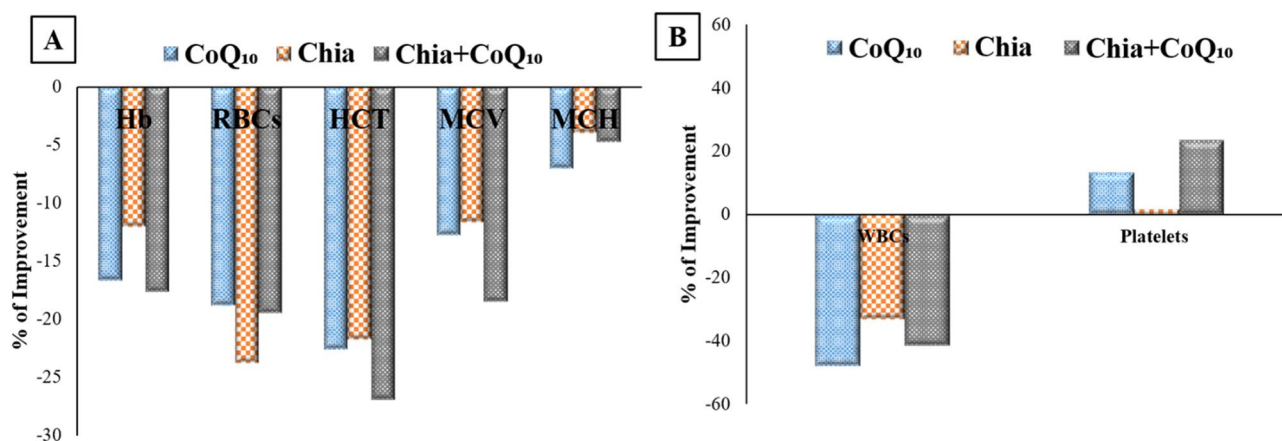 A
CoQ₁₀ Chia Chia+CoQ₁₀
0
-5
-10
-15
-20
-25
-30
% of Improvement
Hb RBCs HCT MCV MCH
B
CoQ₁₀ Chia Chia+CoQ₁₀
60
40
20
0
-20
-40
-60
% of Improvement
WBCs Platelets